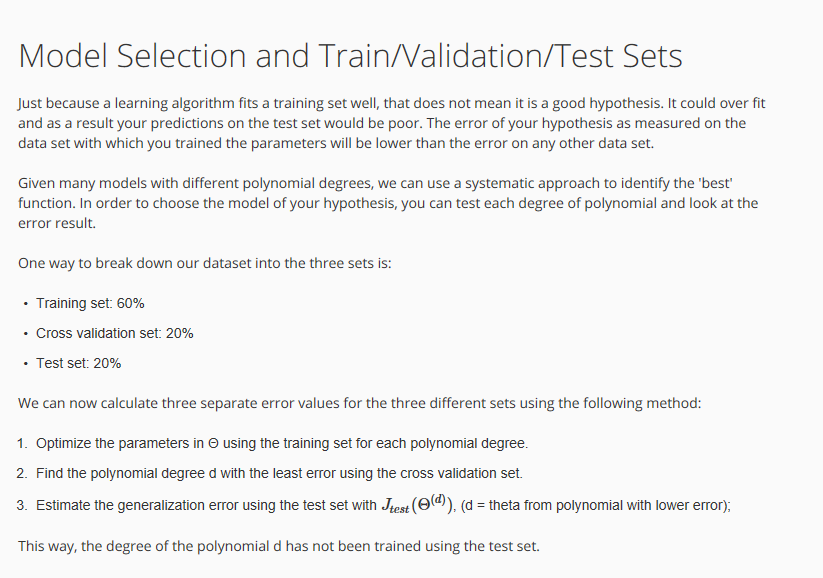 Model Selection and Train/Validation/Test Sets
Just because a learning algorithm fits a training set well, that does not mean it is a good hypothesis. It could over fit
and as a result your predictions on the test set would be poor. The error of your hypothesis as measured on the
data set with which you trained the parameters will be lower than the error on any other data set.
Given many models with different polynomial degrees, we can use a systematic approach to identify the 'best'
function. In order to choose the model of your hypothesis, you can test each degree of polynomial and look at the
error result.
One way to break down our dataset into the three sets is:
• Training set: 60%
• Cross validation set: 20%
• Test set: 20%
We can now calculate three separate error values for the three different sets using the following method:
1. Optimize the parameters in Θ using the training set for each polynomial degree.
2. Find the polynomial degree d with the least error using the cross validation set.
3. Estimate the generalization error using the test set with J_test(Θ^(d)), (d = theta from polynomial with lower error);
This way, the degree of the polynomial d has not been trained using the test set.